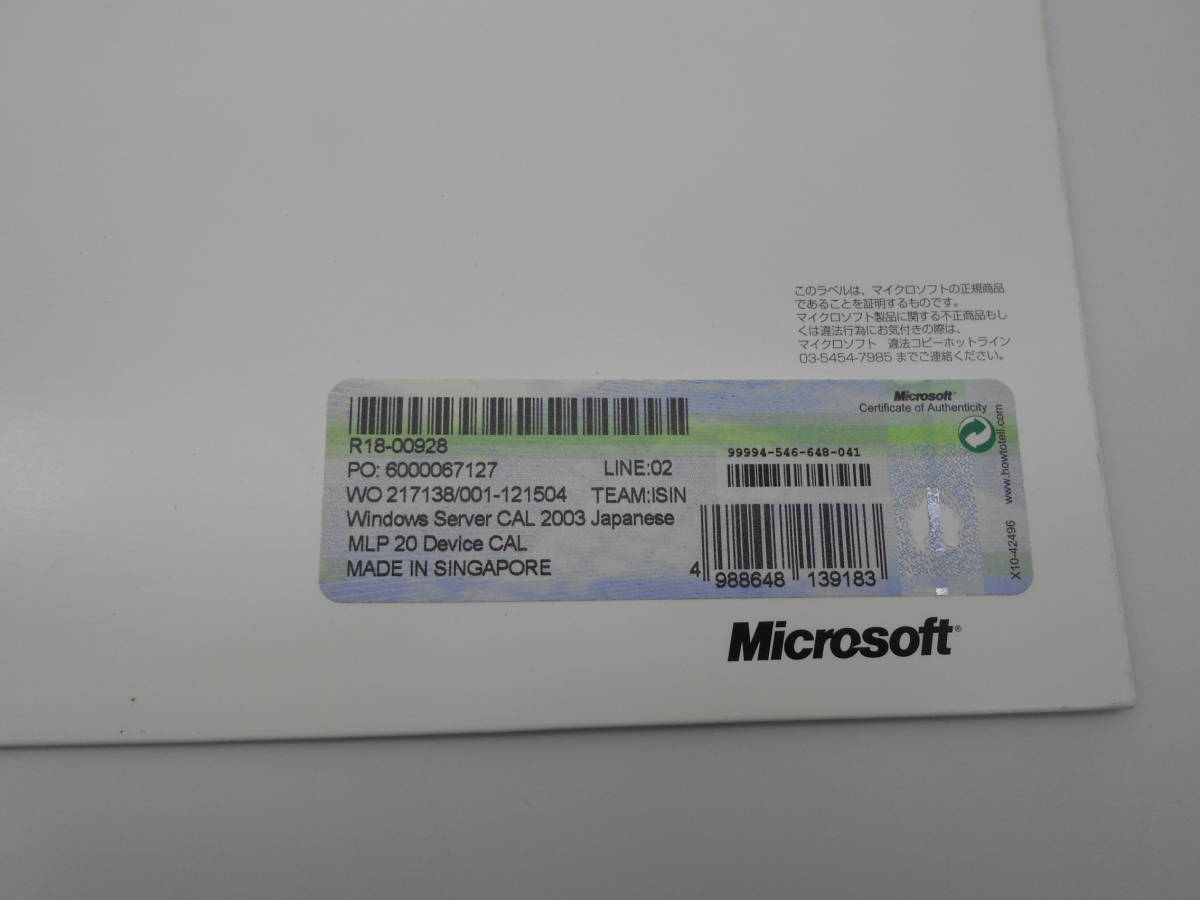 このラベルは、マイクロソフトの正規商品
であることを証明するものです。
マイクロソフト製品に関する不正商品もし
くは違法行為にお気付きの際は、
マイクロソフト 違法コピーホットライン
03-5454-7985 までご連絡ください。
Microsoft™
Certificate of Authenticity
R18-00928
PO: 6000067127 LINE:02
WO 217138/001-121504 TEAM:ISIN
Windows Server CAL 2003 Japanese
MLP 20 Device CAL
MADE IN SINGAPORE
99994-546-648-041
4 988648 139183
www.howtotell.com
X10-42496
Microsoft®